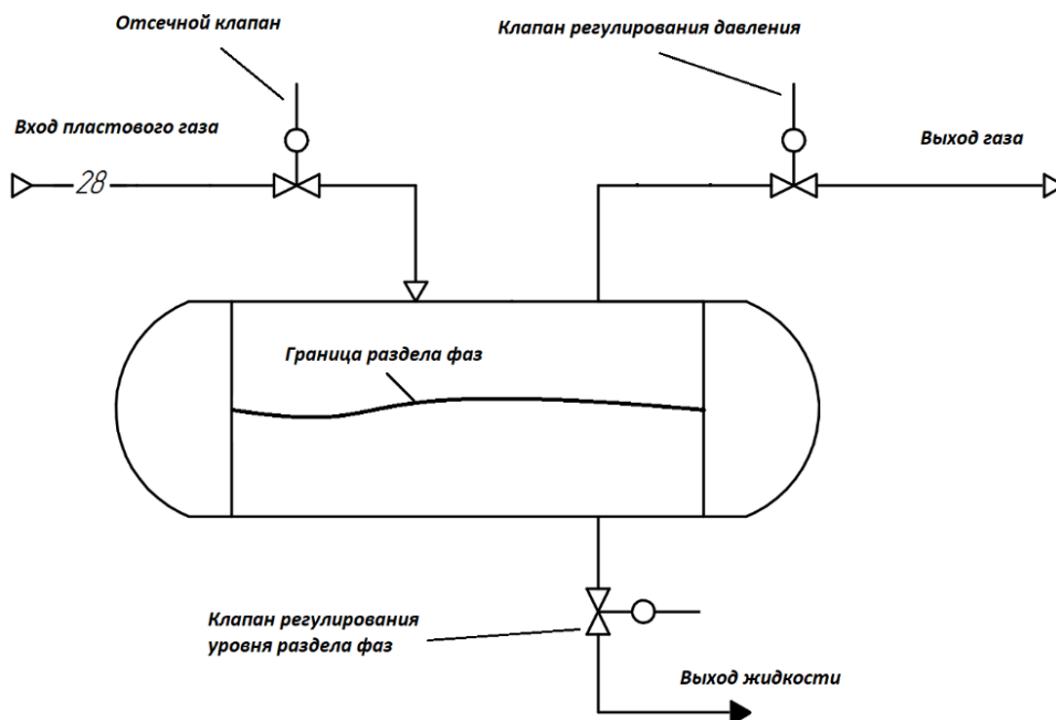 Отсечной клапан
Клапан регулирования давления
Вход пластового газа
Выход газа
28
Граница раздела фаз
Клапан регулирования
уровня раздела фаз
Выход жидкости